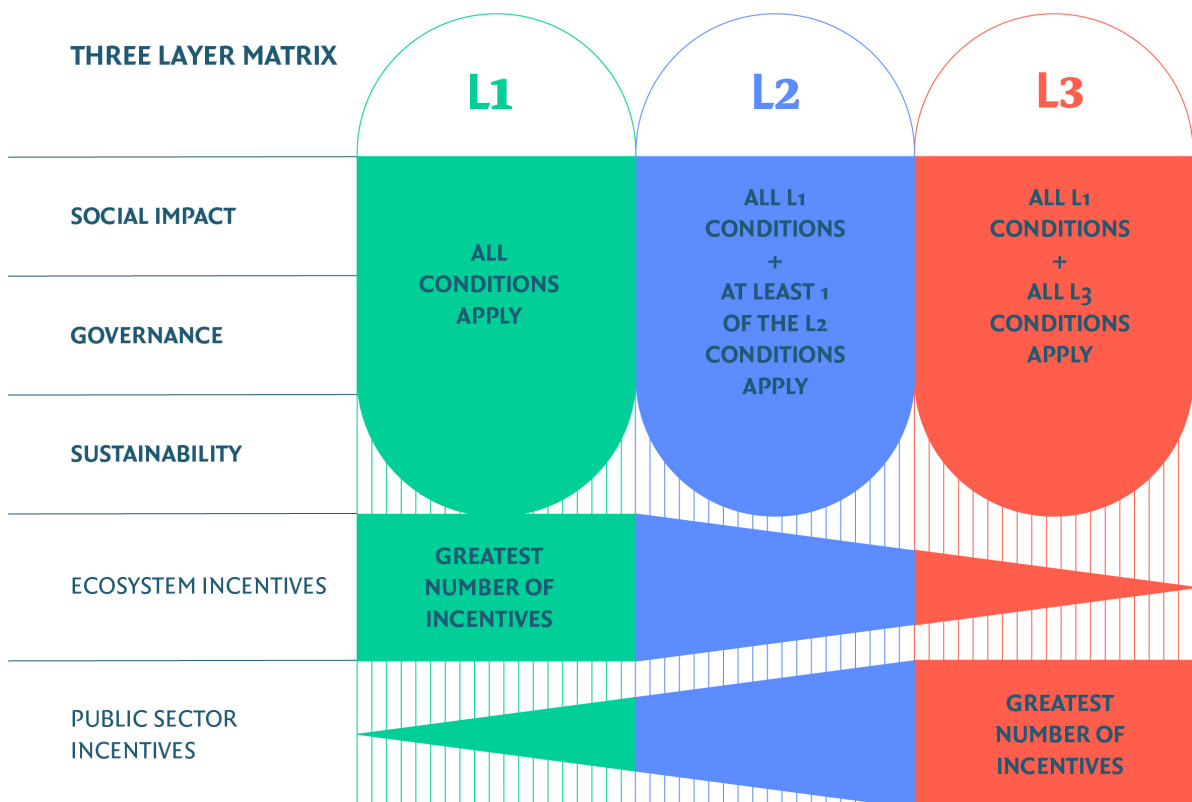 THREE LAYER MATRIX
L1
L2
L3
SOCIAL IMPACT
GOVERNANCE
SUSTAINABILITY
ALL
CONDITIONS
APPLY
ALL L1
CONDITIONS
+
AT LEAST 1
OF THE L2
CONDITIONS
APPLY
ALL L1
CONDITIONS
+
ALL L3
CONDITIONS
APPLY
ECOSYSTEM INCENTIVES
GREATEST
NUMBER OF
INCENTIVES
PUBLIC SECTOR
INCENTIVES
GREATEST
NUMBER OF
INCENTIVES